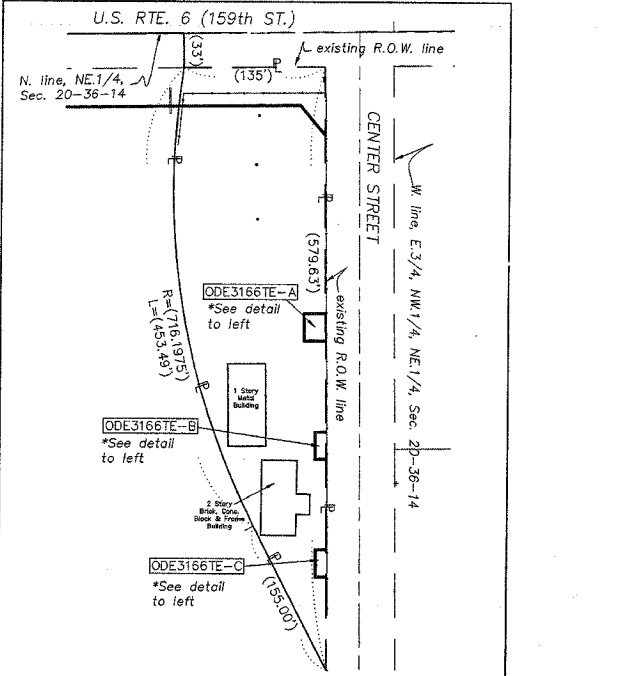 U.S. RTE. 6 (159th ST.)
(33')
existing R.O.W. line
N. line, NE.1/4,
Sec. 20-36-14
(135')
CENTER STREET
W. line, E.3/4, NW.1/4, NE.1/4, Sec. 20-36-14
(579.63')
existing R.O.W. line
ODE3166TE-A
*See detail
to left
R=(716.1975')
L=(453.49')
1 Story
Metal
Building
ODE3166TE-B
*See detail
to left
2 Story
Brick, Conc.
Block & Frame
Building
ODE3166TE-C
*See detail
to left
(155.00')
P
P
P
P
P
P